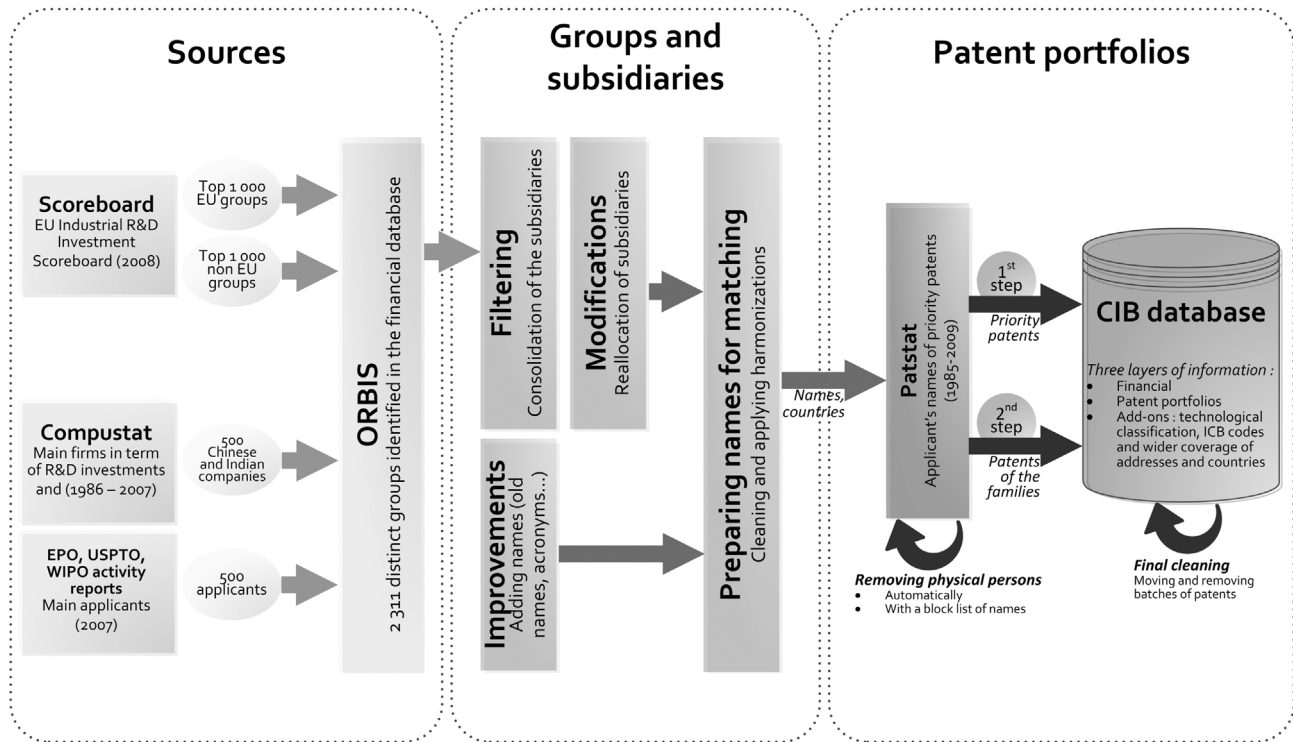 Sources
Scoreboard
EU Industrial R&D
Investment
Scoreboard (2008)
Top 1 000
EU groups
Top 1 000
non EU
groups
Compustat
Main firms in term
of R&D investments
and (1986 – 2007)
500
Chinese
and Indian
companies
EPO, USPTO,
WIPO activity
reports
Main applicants
(2007)
500
applicants
ORBIS
2 311 distinct groups identified in the financial database
Groups and
subsidiaries
Filtering
Consolidation of the subsidiaries
Modifications
Reallocation of subsidiaries
Improvements
Adding names (old
names, acronyms...)
Preparing names for matching
Cleaning and applying harmonizations
Names,
countries
Patent portfolios
Patstat
Applicant's names of priority patents
(1985-2009)
1st
step
Priority
patents
2nd
step
Patents
of the
families
CIB database
Three layers of information :
• Financial
• Patent portfolios
• Add-ons : technological
classification, ICB codes
and wider coverage of
addresses and countries
Removing physical persons
• Automatically
• With a block list of names
Final cleaning
Moving and removing
batches of patents